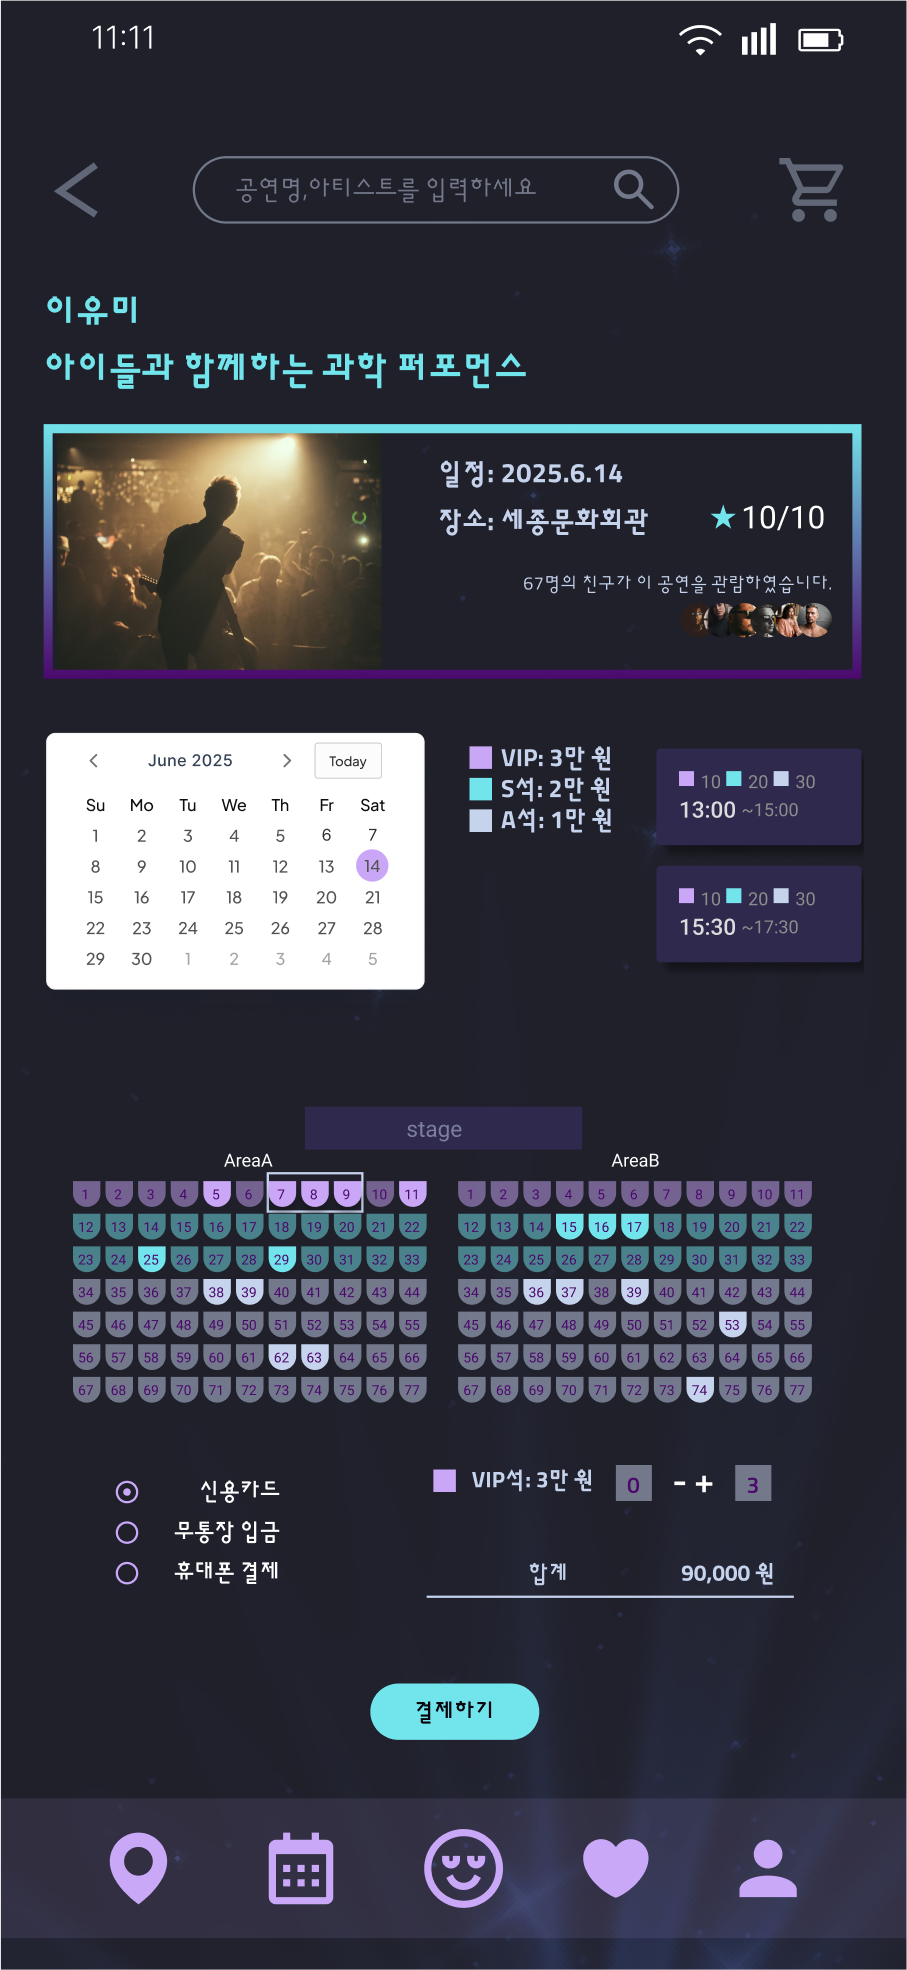 11:11
공연명,아티스트를 입력하세요
이유미
아이들과 함께하는 과학 퍼포먼스
일정: 2025.6.14
장소: 세종문화회관
10/10
67명의 친구가 이 공연을 관람하였습니다.
June 2025 Today
Su Mo Tu We Th Fr Sat
1 2 3 4 5 6 7
8 9 10 11 12 13 14
15 16 17 18 19 20 21
22 23 24 25 26 27 28
29 30 1 2 3 4 5
VIP: 3만 원
S석: 2만 원
A석: 1만 원
10 20 30
13:00 ~15:00
10 20 30
15:30 ~17:30
stage
AreaA
1 2 3 4 5 6 7 8 9 10 11
12 13 14 15 16 17 18 19 20 21 22
23 24 25 26 27 28 29 30 31 32 33
34 35 36 37 38 39 40 41 42 43 44
45 46 47 48 49 50 51 52 53 54 55
56 57 58 59 60 61 62 63 64 65 66
67 68 69 70 71 72 73 74 75 76 77
AreaB
1 2 3 4 5 6 7 8 9 10 11
12 13 14 15 16 17 18 19 20 21 22
23 24 25 26 27 28 29 30 31 32 33
34 35 36 37 38 39 40 41 42 43 44
45 46 47 48 49 50 51 52 53 54 55
56 57 58 59 60 61 62 63 64 65 66
67 68 69 70 71 72 73 74 75 76 77
신용카드
무통장 입금
휴대폰 결제
VIP석: 3만 원 0 - + 3
합계 90,000 원
결제하기